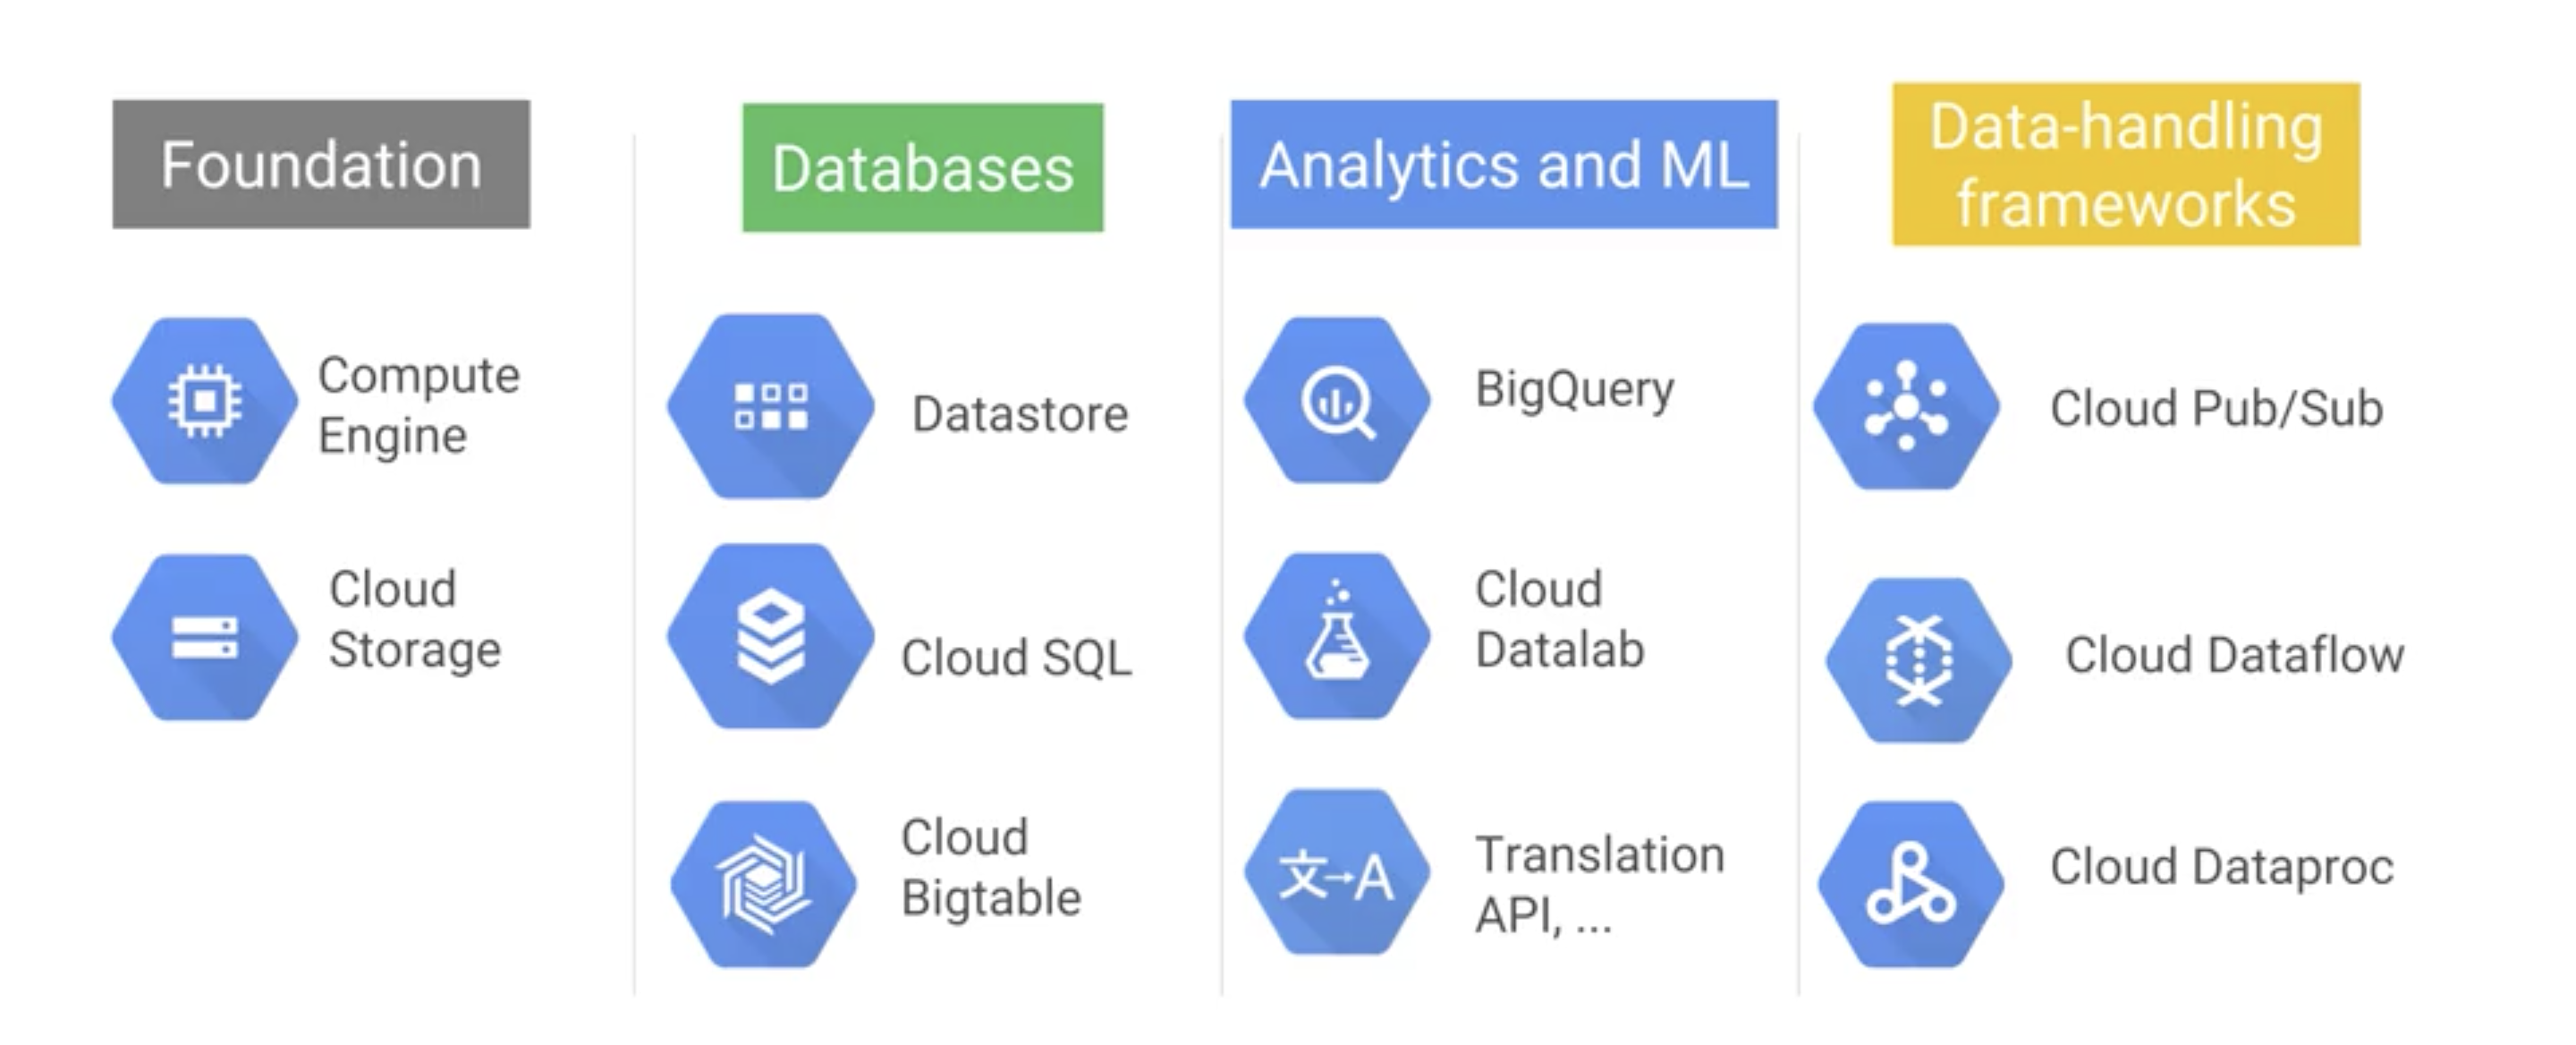 Foundation
Compute
Engine
Cloud
Storage
Databases
Datastore
Cloud SQL
Cloud
Bigtable
Analytics and ML
BigQuery
Cloud
Datalab
文→A
Translation
API, ...
Data-handling
frameworks
Cloud Pub/Sub
Cloud Dataflow
Cloud Dataproc